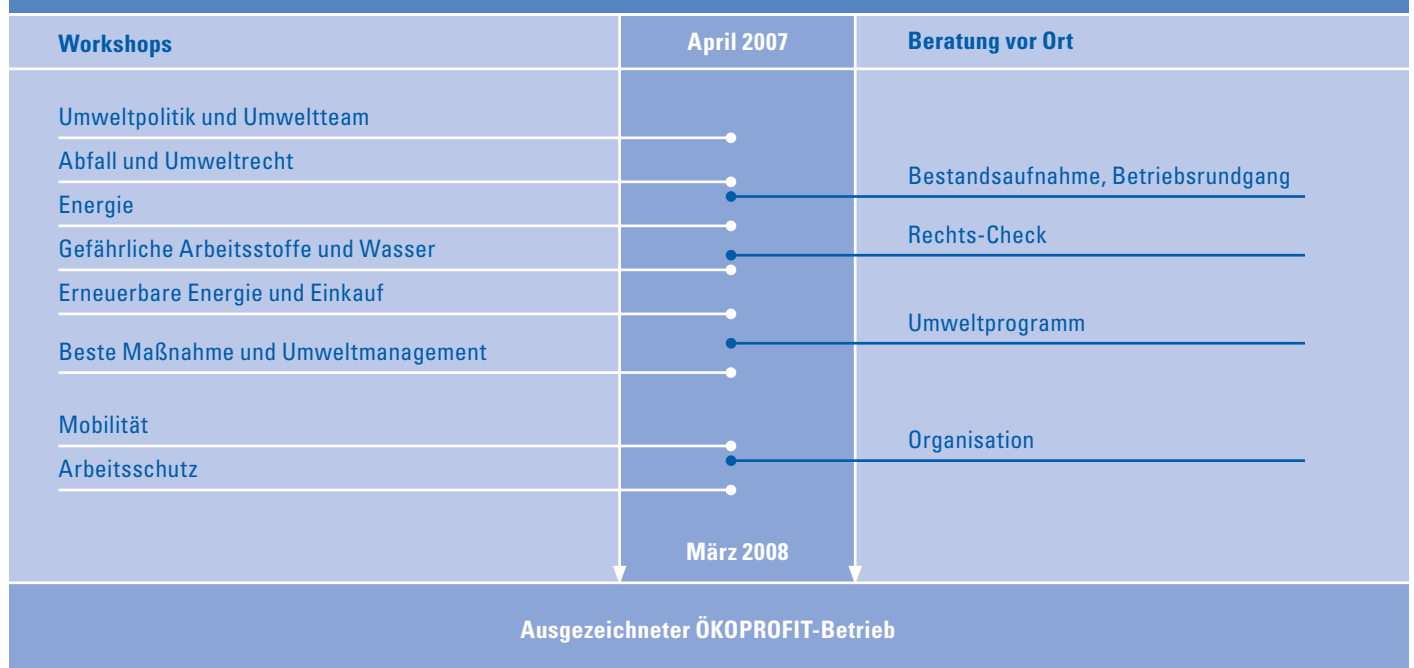 Workshops
April 2007
Beratung vor Ort
Umweltpolitik und Umweltteam
Abfall und Umweltrecht
Bestandsaufnahme, Betriebsrundgang
Energie
Rechts-Check
Gefährliche Arbeitsstoffe und Wasser
Erneuerbare Energie und Einkauf
Umweltprogramm
Beste Maßnahme und Umweltmanagement
Mobilität
Organisation
Arbeitsschutz
März 2008
Ausgezeichneter ÖKOPROFIT-Betrieb